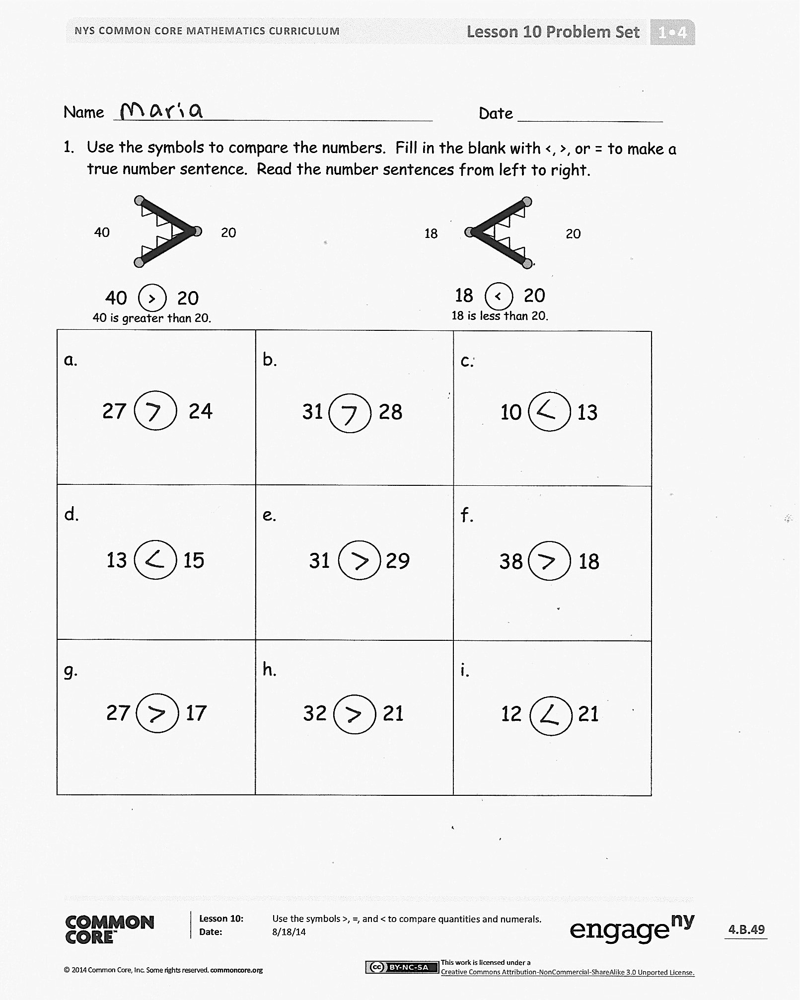 NYS COMMON CORE MATHEMATICS CURRICULUM Lesson 10 Problem Set 1•4
Name Maria Date
1. Use the symbols to compare the numbers. Fill in the blank with <, >, or = to make a
true number sentence. Read the number sentences from left to right.
40 20 18 20
40 > 20 18 < 20
40 is greater than 20. 18 is less than 20.
a. b. c.
27 > 24 31 > 28 10 < 13
d. e. f.
13 < 15 31 > 29 38 > 18
g. h. i.
27 > 17 32 > 21 12 < 21
COMMON CORE™ Lesson 10: Use the symbols >, =, and < to compare quantities and numerals.
Date: 8/18/14
engageny 4.B.49
© 2014 Common Core, Inc. Some rights reserved. commoncore.org
cc BY-NC-SA This work is licensed under a
Creative Commons Attribution-NonCommercial-ShareAlike 3.0 Unported License.